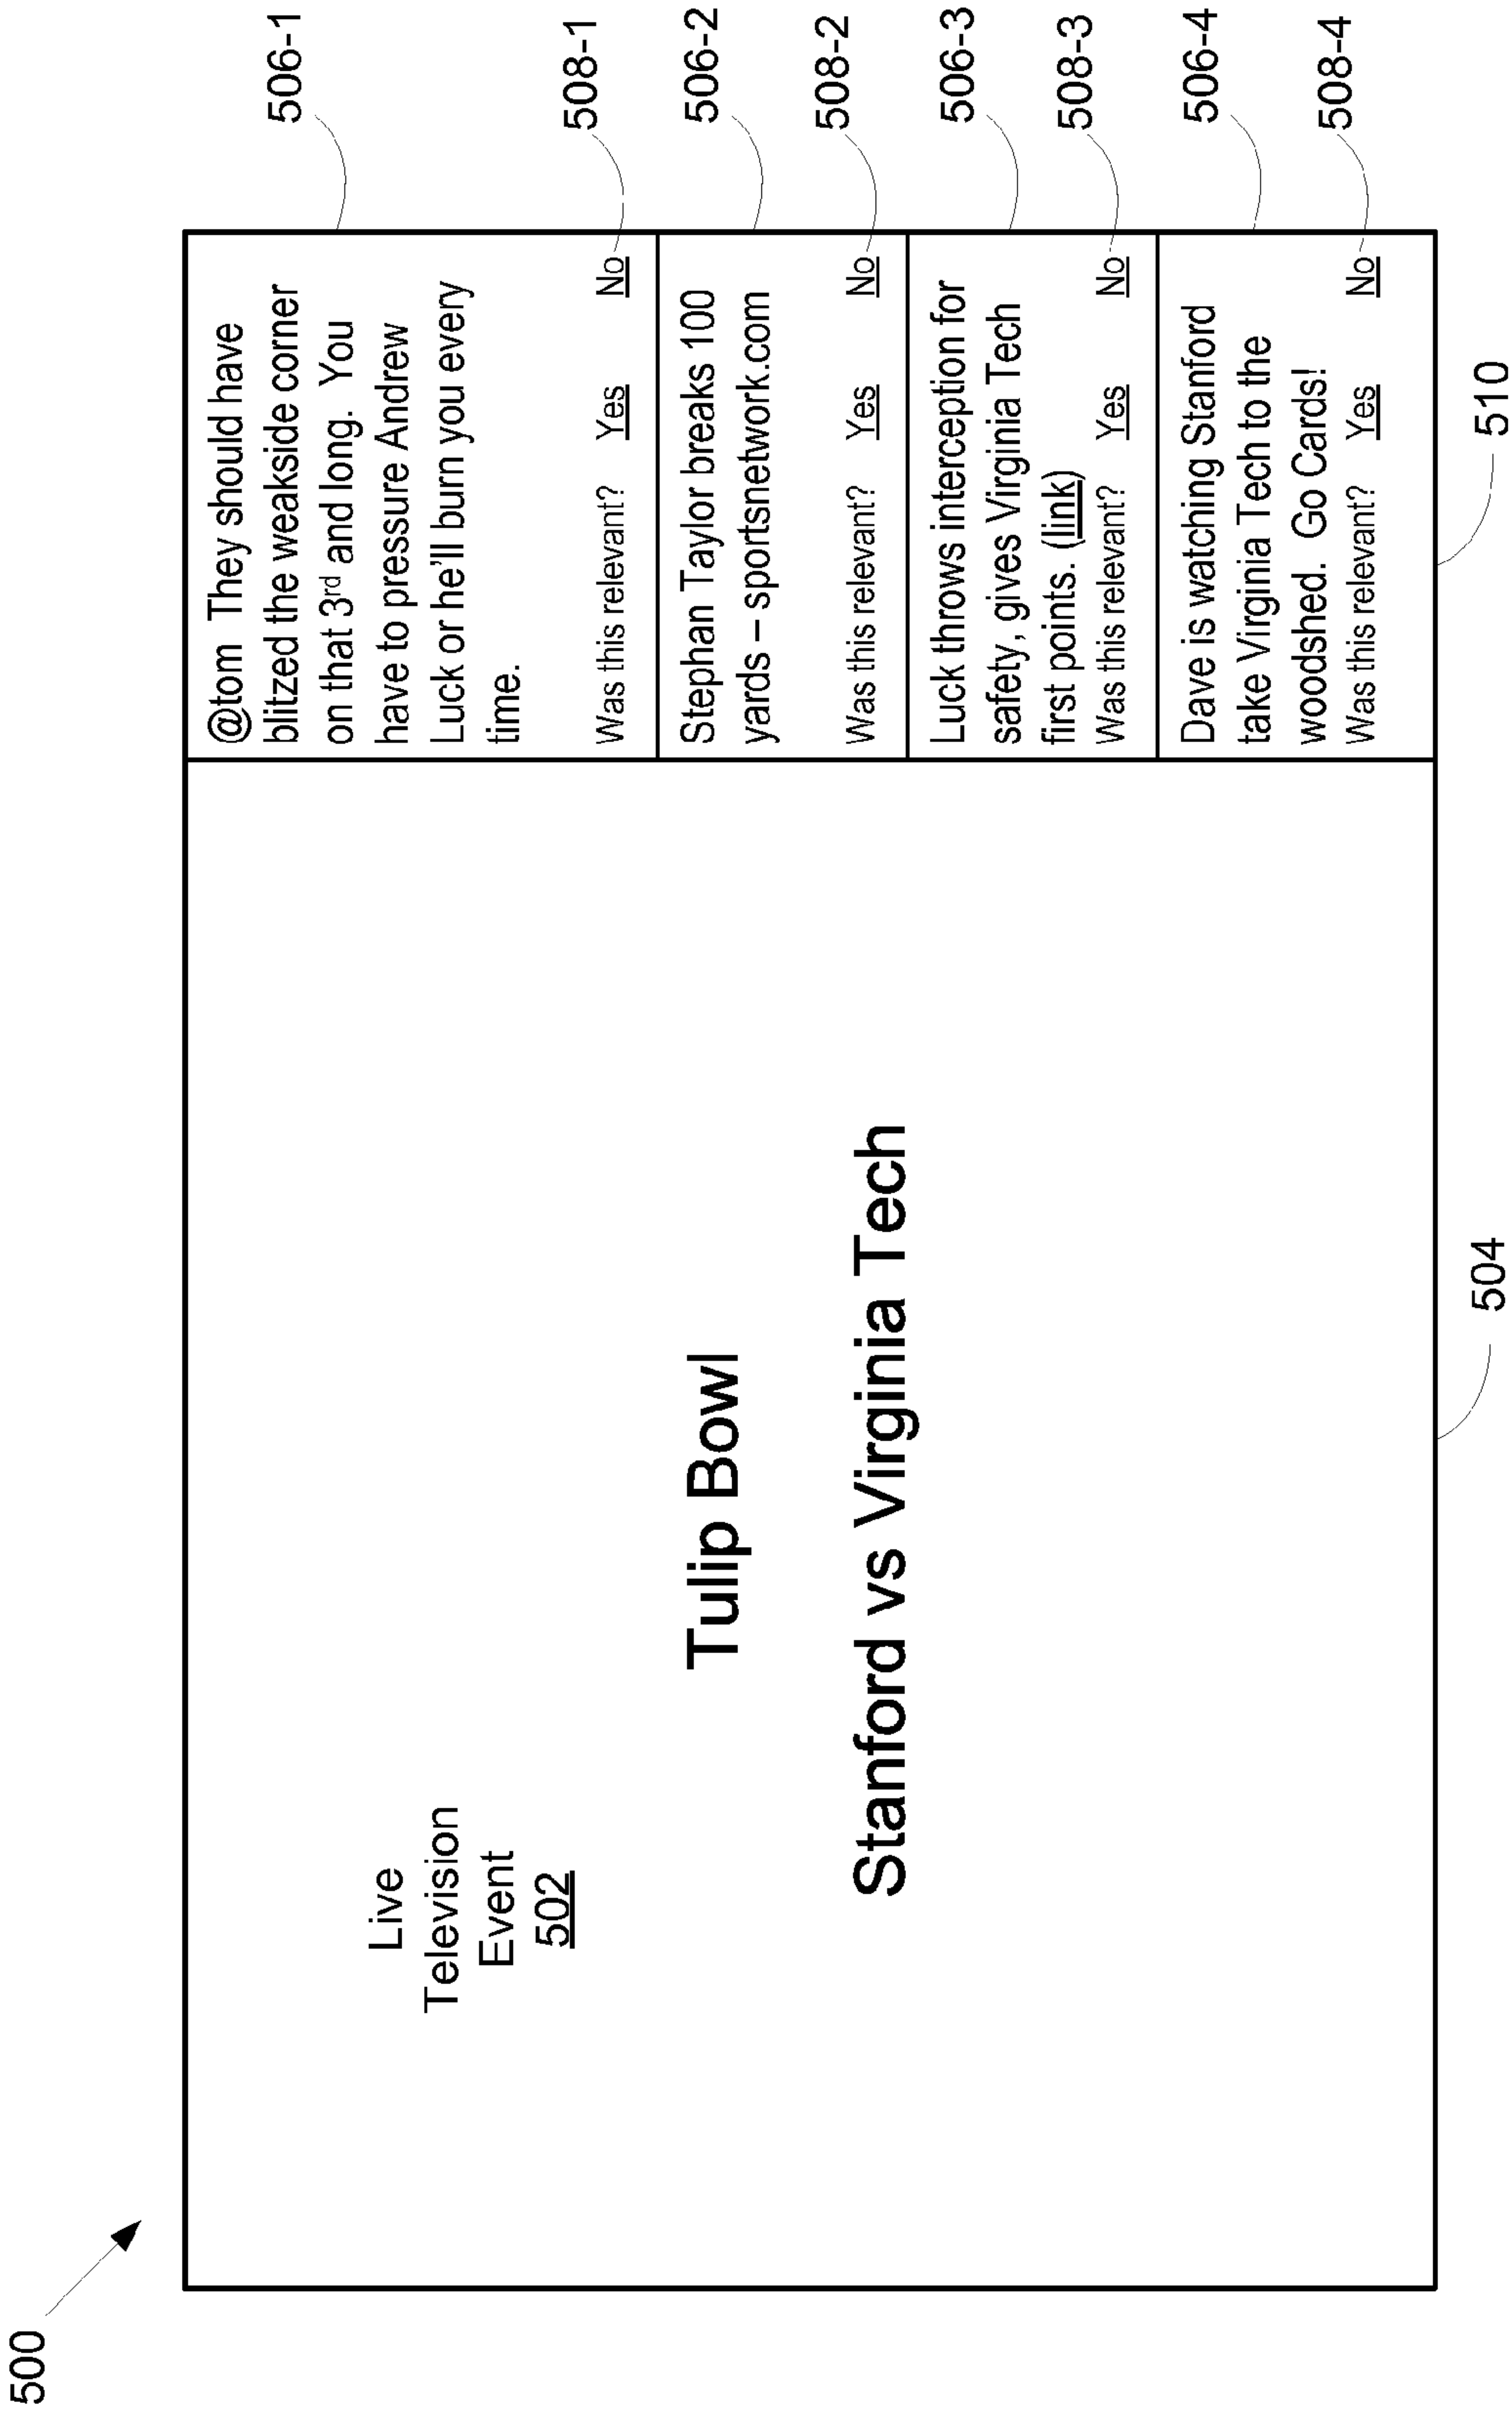 500
Live
Television
Event
502
Tulip Bowl
Stanford vs Virginia Tech
504
@tom  They should have
blitzed the weakside corner
on that 3rd and long.  You
have to pressure Andrew
Luck or he'll burn you every
time.
Was this relevant? Yes No
506-1
508-1
Stephan Taylor breaks 100
yards – sportsnetwork.com
Was this relevant? Yes No
506-2
508-2
Luck throws interception for
safety, gives Virginia Tech
first points. (link)
Was this relevant? Yes No
506-3
508-3
Dave is watching Stanford
take Virginia Tech to the
woodshed.  Go Cards!
Was this relevant? Yes No
506-4
508-4
510